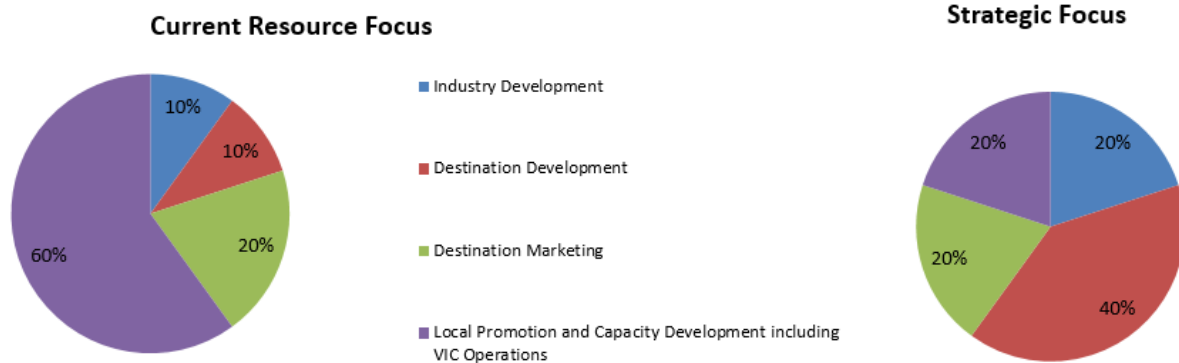 Current Resource Focus
10%
10%
20%
60%
Industry Development
Destination Development
Destination Marketing
Local Promotion and Capacity Development including
VIC Operations
Strategic Focus
20%
20%
20%
40%